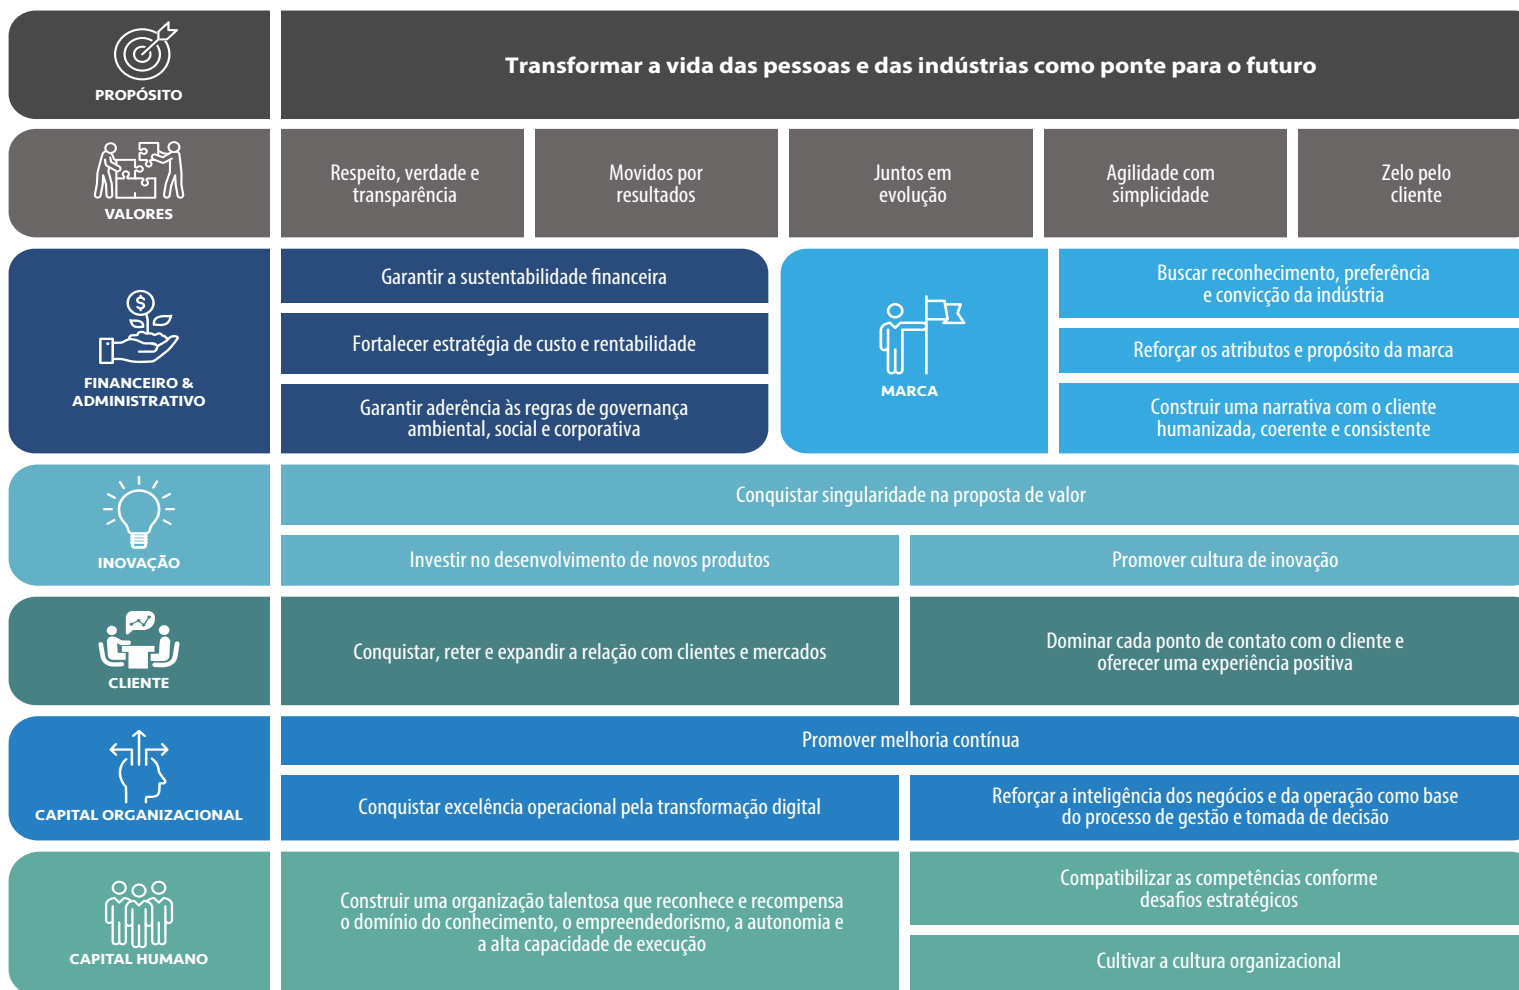 PROPÓSITO
Transformar a vida das pessoas e das indústrias como ponte para o futuro
VALORES
Respeito, verdade e
transparência
Movidos por
resultados
Juntos em
evolução
Agilidade com
simplicidade
Zelo pelo
cliente
FINANCEIRO &
ADMINISTRATIVO
Garantir a sustentabilidade financeira
Fortalecer estratégia de custo e rentabilidade
Garantir aderência às regras de governança
ambiental, social e corporativa
MARCA
Buscar reconhecimento, preferência
e convicção da indústria
Reforçar os atributos e propósito da marca
Construir uma narrativa com o cliente
humanizada, coerente e consistente
INOVAÇÃO
Conquistar singularidade na proposta de valor
Investir no desenvolvimento de novos produtos
Promover cultura de inovação
CLIENTE
Conquistar, reter e expandir a relação com clientes e mercados
Dominar cada ponto de contato com o cliente e
oferecer uma experiência positiva
CAPITAL ORGANIZACIONAL
Promover melhoria contínua
Conquistar excelência operacional pela transformação digital
Reforçar a inteligência dos negócios e da operação como base
do processo de gestão e tomada de decisão
CAPITAL HUMANO
Construir uma organização talentosa que reconhece e recompensa
o domínio do conhecimento, o empreendedorismo, a autonomia e
a alta capacidade de execução
Compatibilizar as competências conforme
desafios estratégicos
Cultivar a cultura organizacional